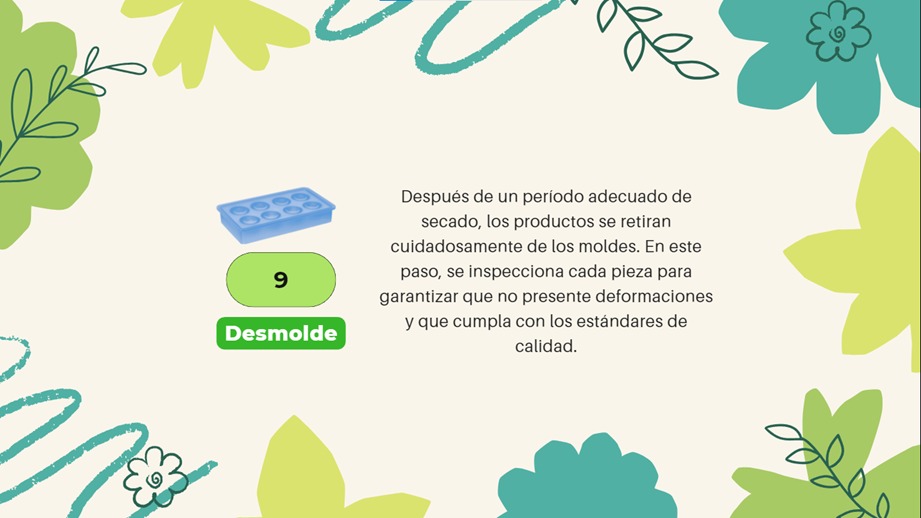 9
Desmolde
Después de un período adecuado de
secado, los productos se retiran
cuidadosamente de los moldes. En este
paso, se inspecciona cada pieza para
garantizar que no presente deformaciones
y que cumpla con los estándares de
calidad.